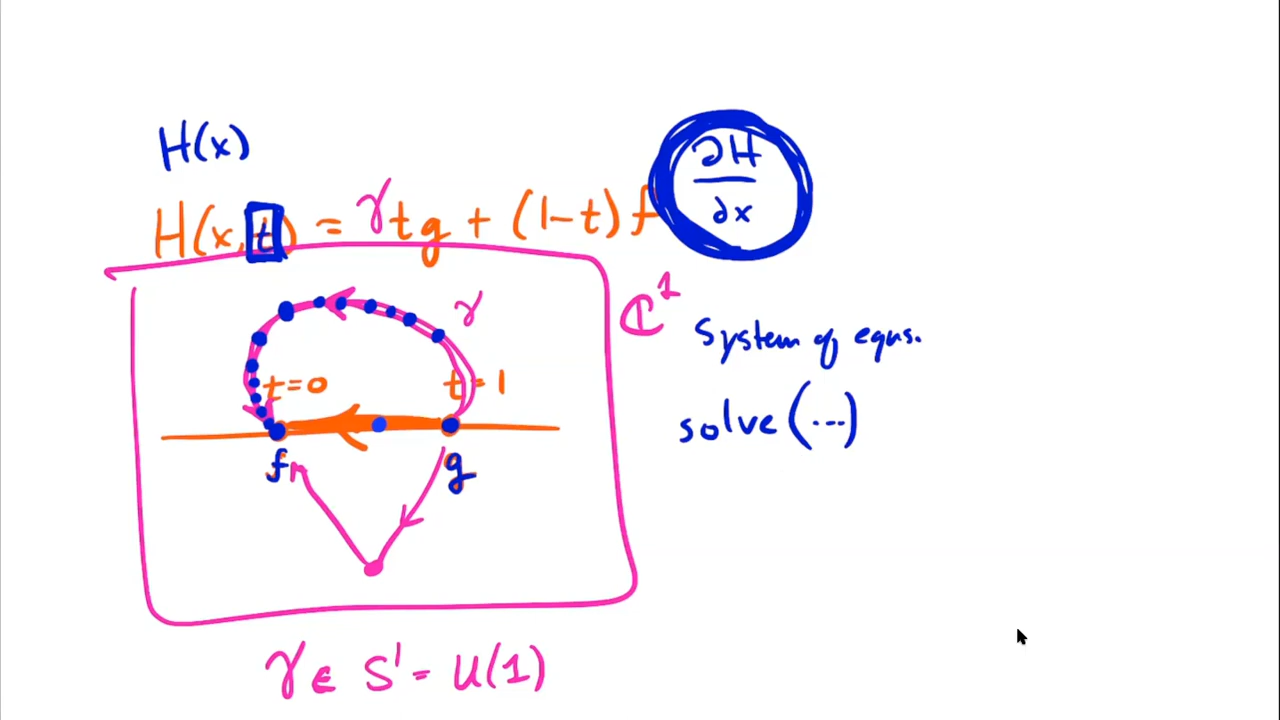 H(x)
∂H
∂x
H(x,t) = γtg + (1-t)f
ℂ¹
γ
System of eqns.
t=0
t=1
solve(...)
f
g
γ ∈ S¹ = U(1)